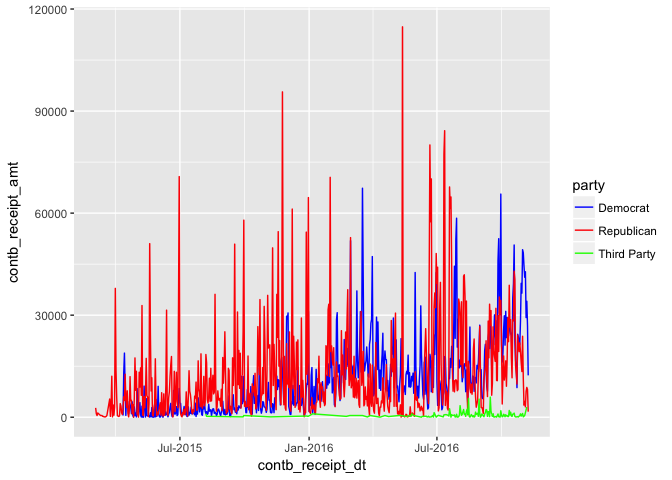 120000
90000
60000
30000
0
contb_receipt_amt
Jul-2015
Jan-2016
Jul-2016
contb_receipt_dt
party
Democrat
Republican
Third Party